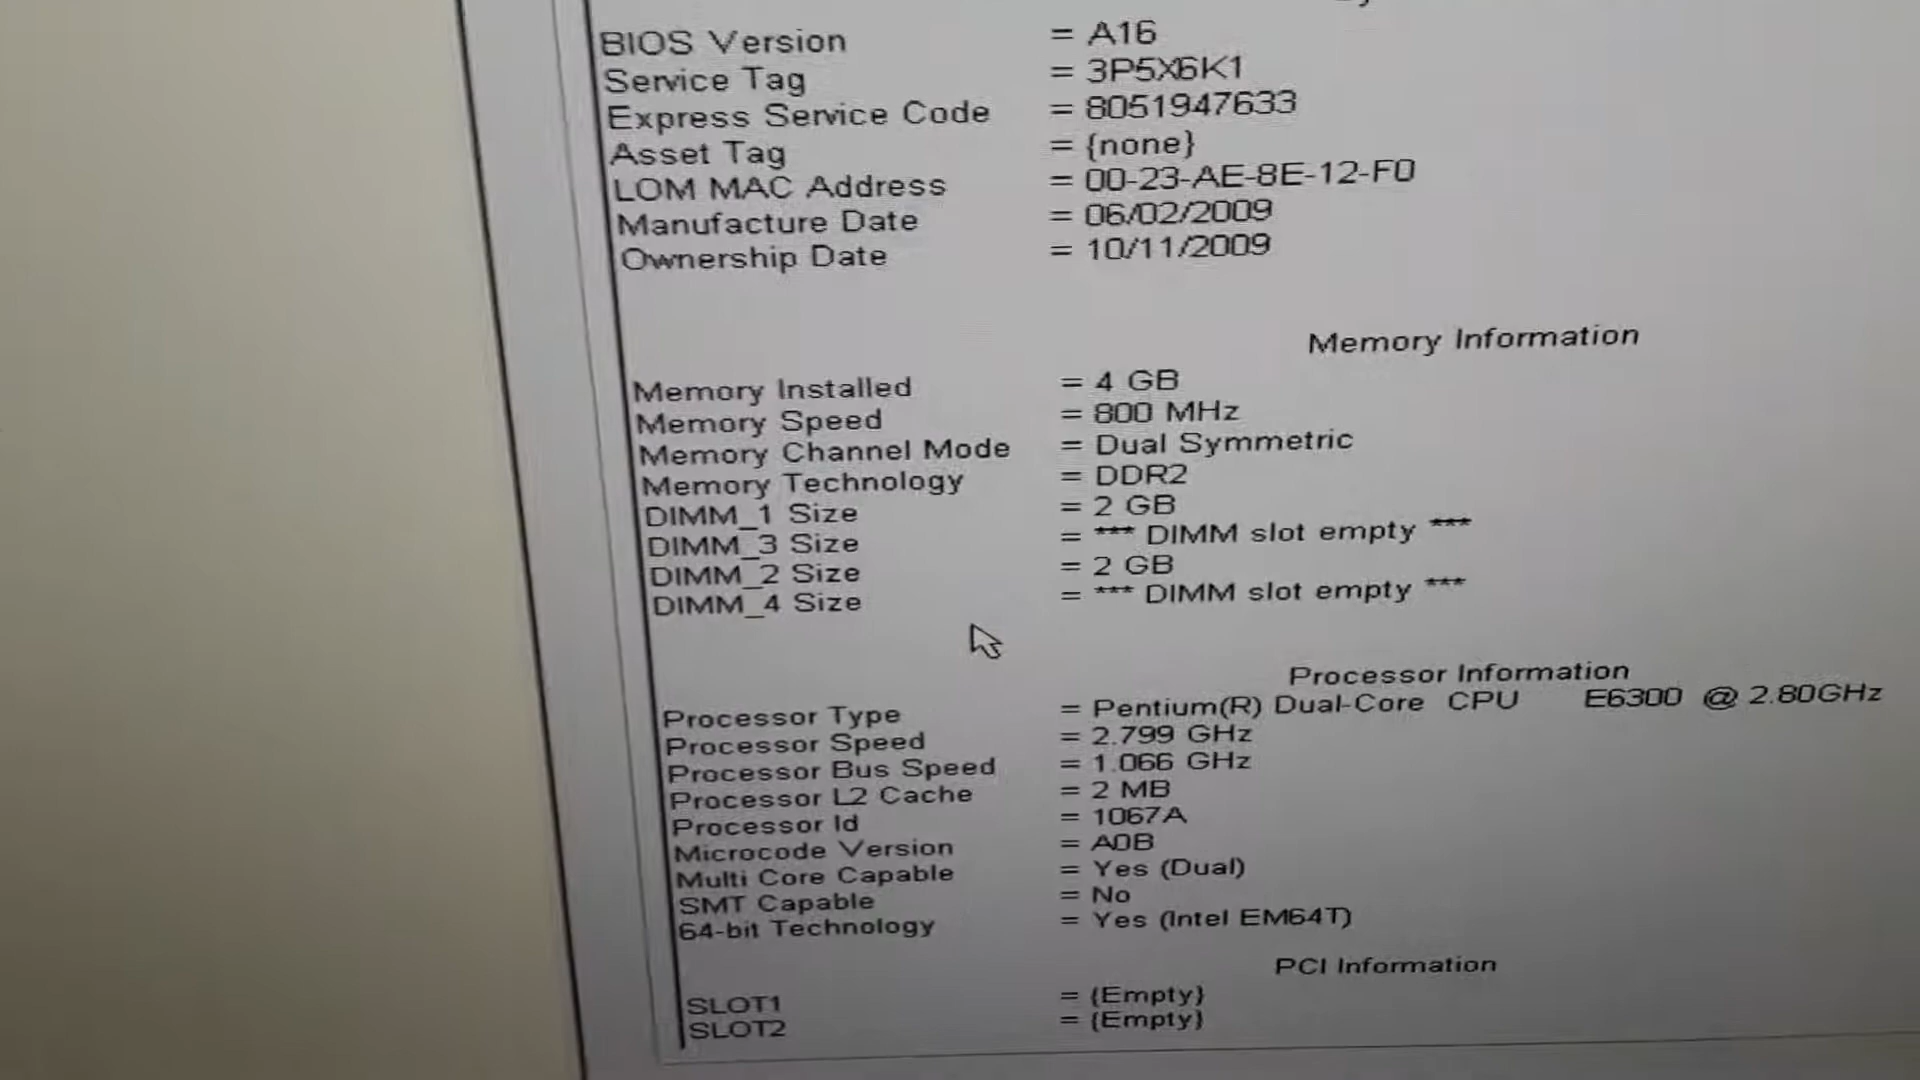 BIOS Version = A16
Service Tag = 3P5X6K1
Express Service Code = 8051947633
Asset Tag = {none}
LOM MAC Address = 00-23-AE-8E-12-F0
Manufacture Date = 06/02/2009
Ownership Date = 10/11/2009
Memory Information
Memory Installed = 4 GB
Memory Speed = 800 MHz
Memory Channel Mode = Dual Symmetric
Memory Technology = DDR2
DIMM_1 Size = 2 GB
DIMM_3 Size = *** DIMM slot empty ***
DIMM_2 Size = 2 GB
DIMM_4 Size = *** DIMM slot empty ***
Processor Information
Processor Type = Pentium(R) Dual-Core CPU E6300 @ 2.80GHz
Processor Speed = 2.799 GHz
Processor Bus Speed = 1.066 GHz
Processor L2 Cache = 2 MB
Processor Id = 1067A
Microcode Version = A0B
Multi Core Capable = Yes (Dual)
SMT Capable = No
64-bit Technology = Yes (Intel EM64T)
PCI Information
SLOT1 = {Empty}
SLOT2 = {Empty}